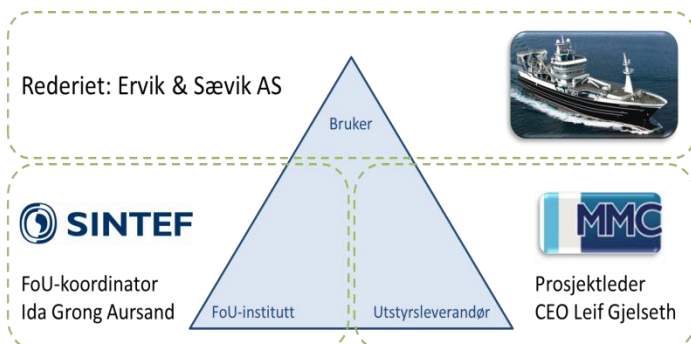 Rederiet: Ervik & Sævik AS
Bruker
SINTEF
MMC
FoU-koordinator
Ida Grong Aursand
FoU-institutt
Utstyrsleverandør
Prosjektleder
CEO Leif Gjelseth